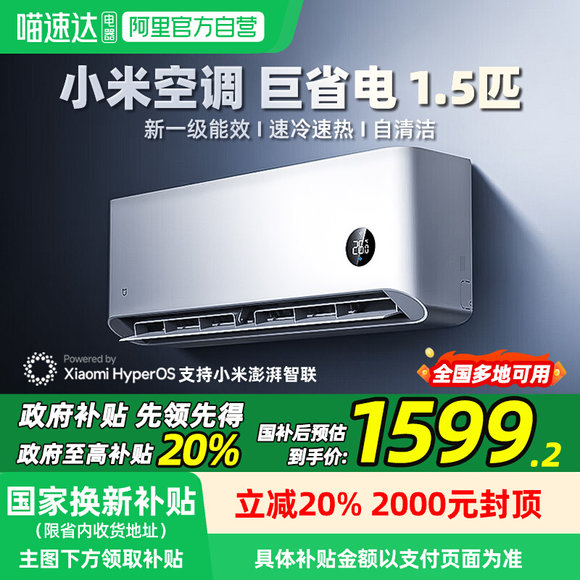 喵速达电器 阿里官方自营
小米空调 巨省电 1.5匹
新一级能效 | 速冷速热 | 自清洁
Powered by
Xiaomi HyperOS 支持小米澎湃智联
全国多地可用
政府补贴 先领先得
政府至高补贴20%
国补后预估
到手价:
1599.2
国家换新补贴
(限省内收货地址)
主图下方领取补贴
立减20% 2000元封顶
具体补贴金额以支付页面为准